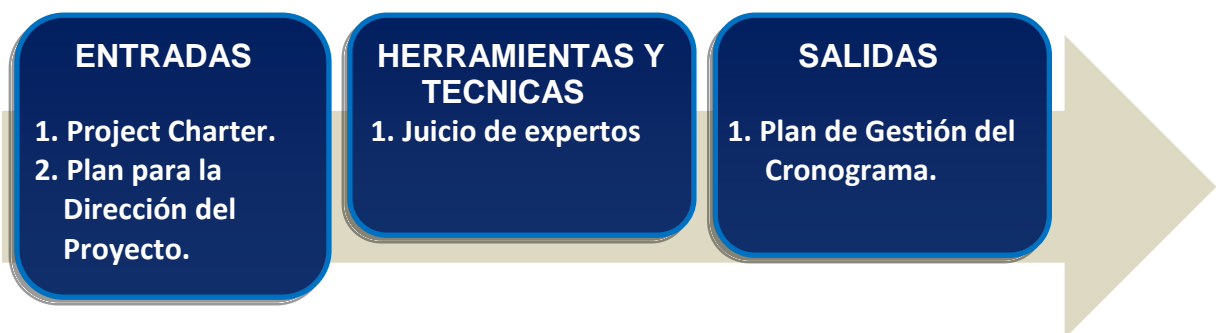 ENTRADAS
1. Project Charter.
2. Plan para la
Dirección del
Proyecto.
HERRAMIENTAS Y
TECNICAS
1. Juicio de expertos
SALIDAS
1. Plan de Gestión del
Cronograma.